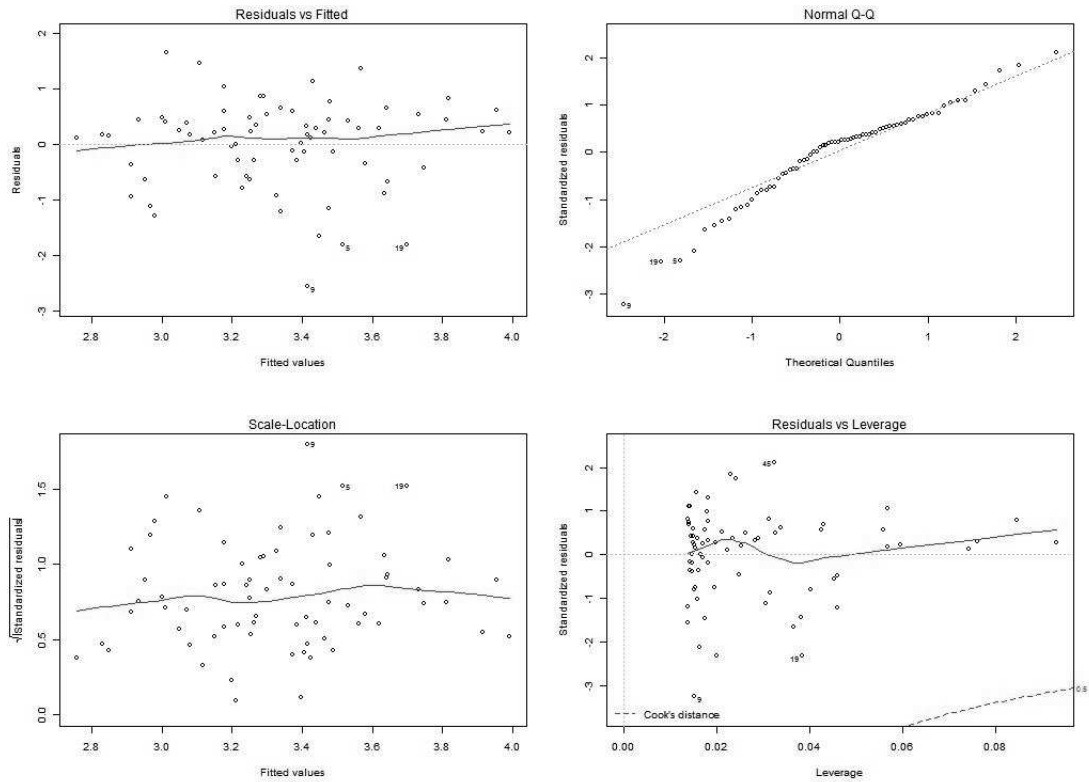 Residuals vs Fitted
Residuals
2
1
0
-1
-2
-3
5
19
9
2.8 3.0 3.2 3.4 3.6 3.8 4.0
Fitted values
Normal Q-Q
Standardized residuals
2
1
0
-1
-2
-3
19
5
9
-2 -1 0 1 2
Theoretical Quantiles
Scale-Location
√|Standardized residuals|
1.5
1.0
0.5
0.0
9
5
19
2.8 3.0 3.2 3.4 3.6 3.8 4.0
Fitted values
Residuals vs Leverage
Standardized residuals
2
1
0
-1
-2
-3
19
9
0.5
Cook's distance
0.00 0.02 0.04 0.06 0.08
Leverage